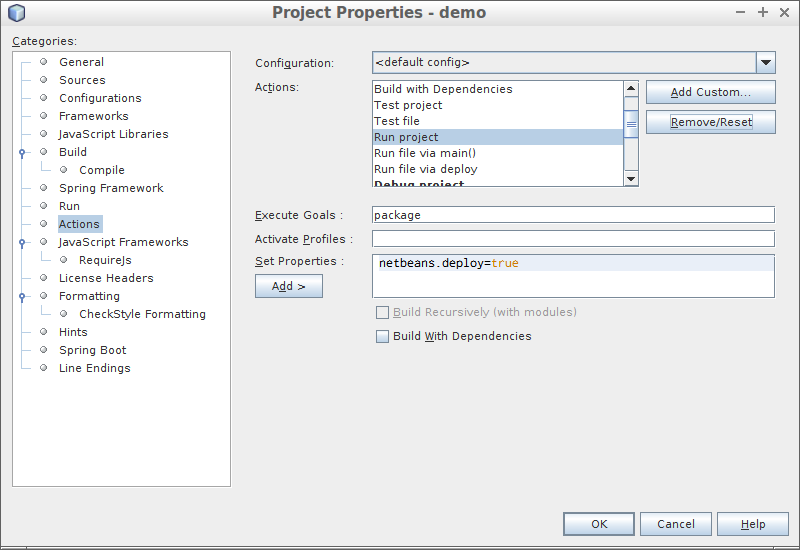 Project Properties - demo
Categories:
General
Sources
Configurations
Frameworks
JavaScript Libraries
Build
Compile
Spring Framework
Run
Actions
JavaScript Frameworks
RequireJs
License Headers
Formatting
CheckStyle Formatting
Hints
Spring Boot
Line Endings
Configuration: <default config>
Actions:
Build with Dependencies
Test project
Test file
Run project
Run file via main()
Run file via deploy
Debug project
Add Custom...
Remove/Reset
Execute Goals : package
Activate Profiles :
Set Properties : netbeans.deploy=true
Add >
Build Recursively (with modules)
Build With Dependencies
OK Cancel Help